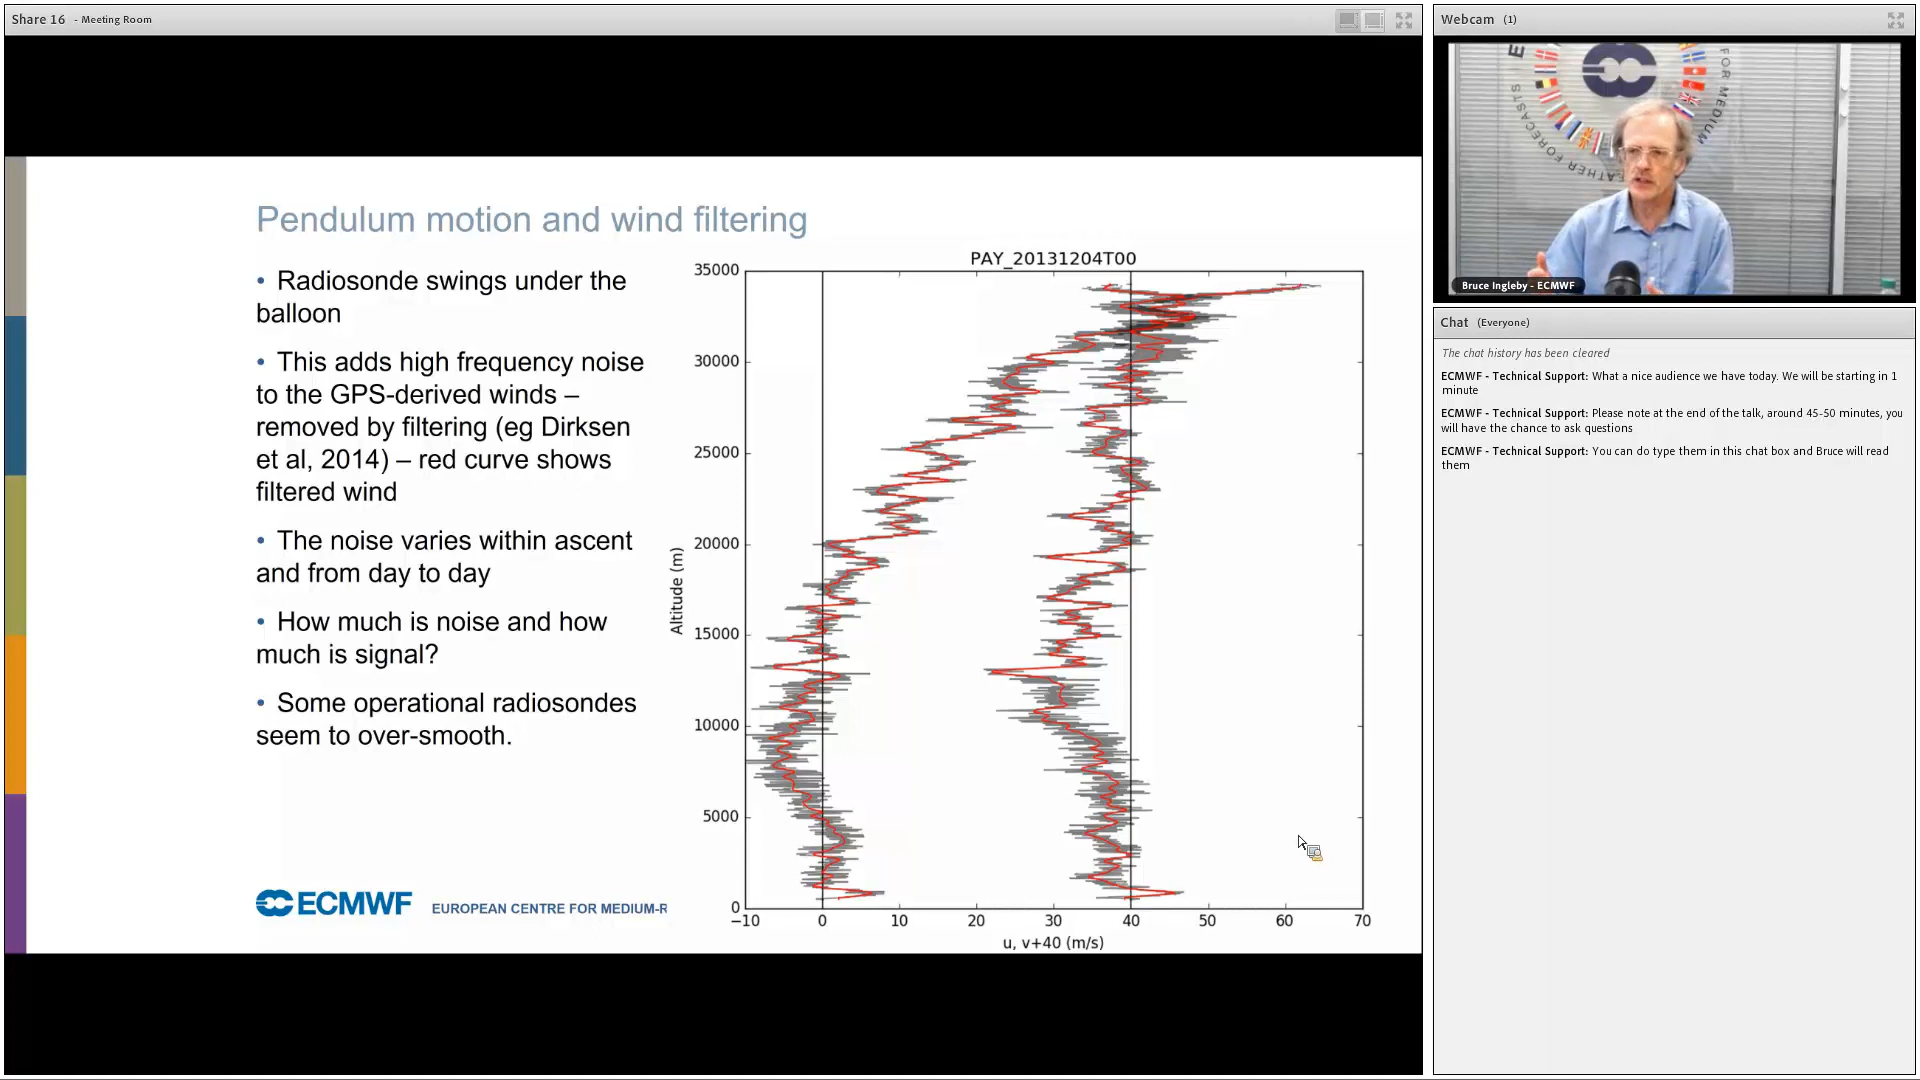 Share 16 - Meeting Room
Pendulum motion and wind filtering
• Radiosonde swings under the
balloon
• This adds high frequency noise
to the GPS-derived winds –
removed by filtering (eg Dirksen
et al, 2014) – red curve shows
filtered wind
• The noise varies within ascent
and from day to day
• How much is noise and how
much is signal?
• Some operational radiosondes
seem to over-smooth.
ECMWF EUROPEAN CENTRE FOR MEDIUM-R
PAY_20131204T00
35000
30000
25000
20000
15000
10000
5000
0
Altitude (m)
−10 0 10 20 30 40 50 60 70
u, v+40 (m/s)
Webcam (1)
FOR MEDIUM
EATHER FORECASTS
Bruce Ingleby - ECMWF
Chat (Everyone)
The chat history has been cleared
ECMWF - Technical Support: What a nice audience we have today. We will be starting in 1
minute
ECMWF - Technical Support: Please note at the end of the talk, around 45-50 minutes, you
will have the chance to ask questions
ECMWF - Technical Support: You can do type them in this chat box and Bruce will read
them